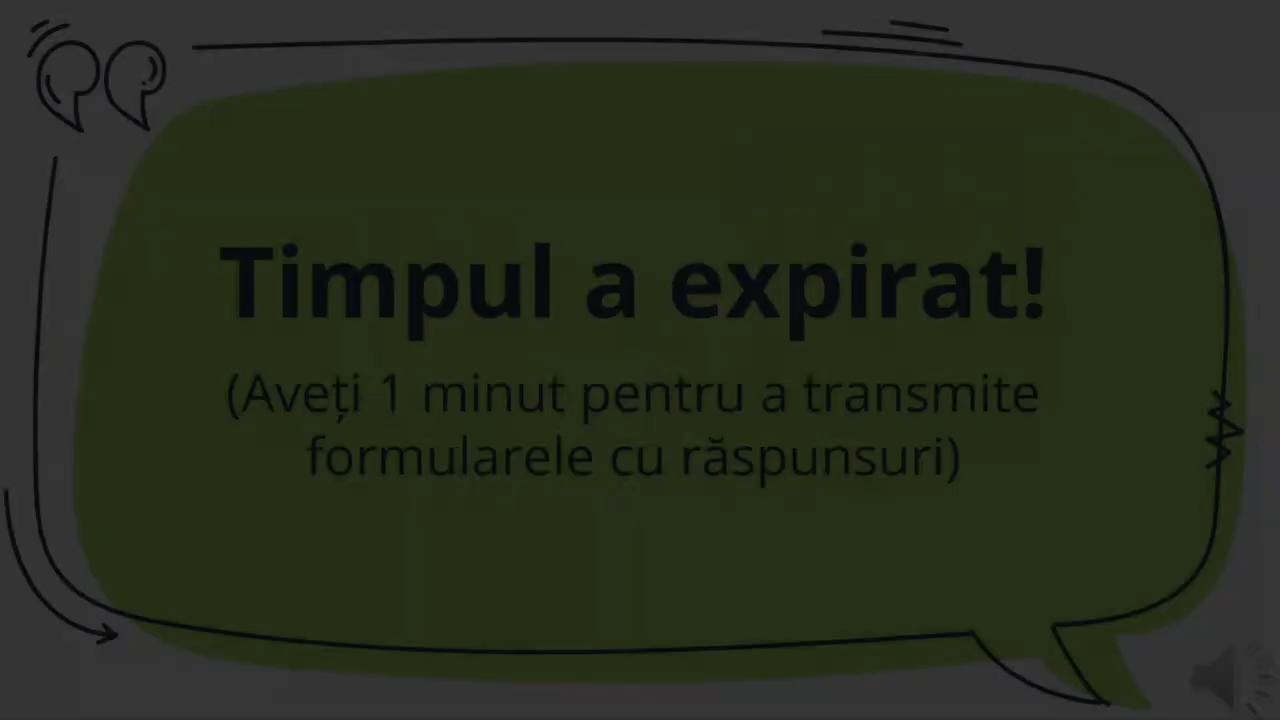 Timpul a expirat!
(Aveți 1 minut pentru a transmite
formularele cu răspunsuri)